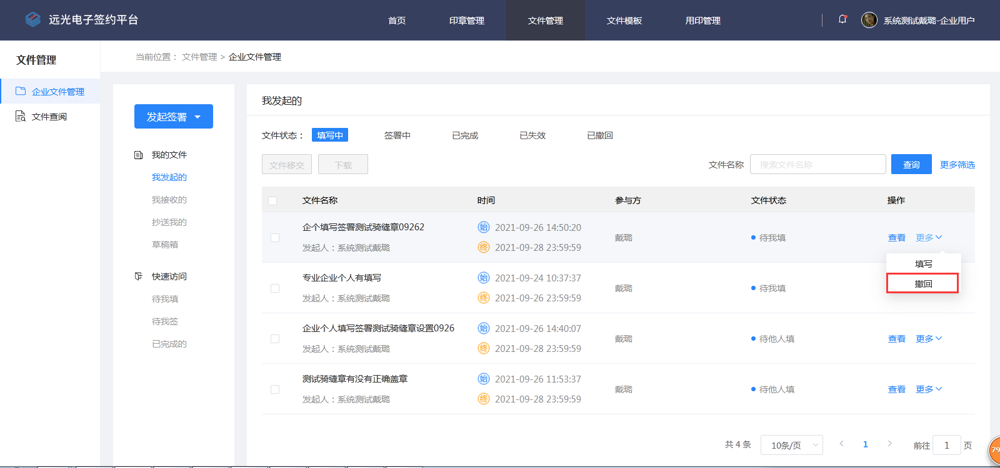 远光电子签约平台
首页
印章管理
文件管理
文件模板
用印管理
系统测试戴璐-企业用户
文件管理
企业文件管理
文件查阅
当前位置： 文件管理 > 企业文件管理
发起签署
我的文件
我发起的
我接收的
抄送我的
草稿箱
快速访问
待我填
待我签
已完成的
我发起的
文件状态： 填写中 签署中 已完成 已失效 已撤回
文件移交 下载
文件名称 搜索文件名称 查询 更多筛选
文件名称 时间 参与方 文件状态 操作
企个填写签署测试骑缝章09262
发起人：系统测试戴璐
始 2021-09-26 14:50:20
终 2021-09-28 23:59:59
戴璐
待我填
查看 更多
填写
撤回
专业企业个人有填写
发起人：系统测试戴璐
始 2021-09-24 10:37:37
终 2021-09-26 23:59:59
戴璐
待我填
企业个人填写签署测试骑缝章设置0926
发起人：系统测试戴璐
始 2021-09-26 14:40:07
终 2021-09-28 23:59:59
戴璐
待他人填
查看 更多
测试骑缝章有没有正确盖章
发起人：系统测试戴璐
始 2021-09-26 11:53:37
终 2021-09-28 23:59:59
戴璐
待他人填
查看 更多
共 4 条 10条/页 < 1 > 前往 1 页
79